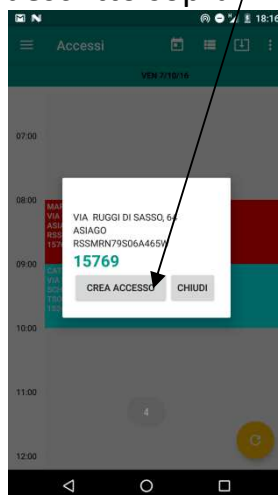 18:16
Accessi
VEN 7/10/16
07:00
08:00
VIA RUGGI DI SASSO, 64
ASIAGO
RSSMRN79S06A465W
15769
09:00
CREA ACCESSO
CHIUDI
10:00
11:00
4
12:00